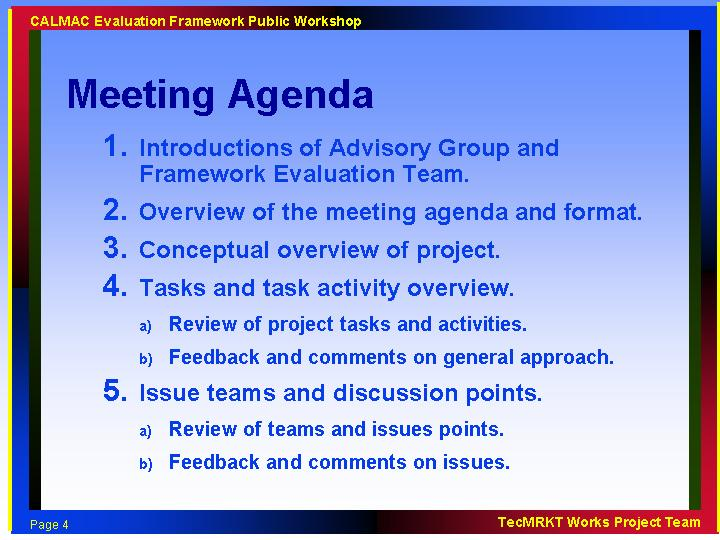 CALMAC Evaluation Framework Public Workshop
Meeting Agenda
1. Introductions of Advisory Group and
Framework Evaluation Team.
2. Overview of the meeting agenda and format.
3. Conceptual overview of project.
4. Tasks and task activity overview.
a) Review of project tasks and activities.
b) Feedback and comments on general approach.
5. Issue teams and discussion points.
a) Review of teams and issues points.
b) Feedback and comments on issues.
Page 4
TecMRKT Works Project Team